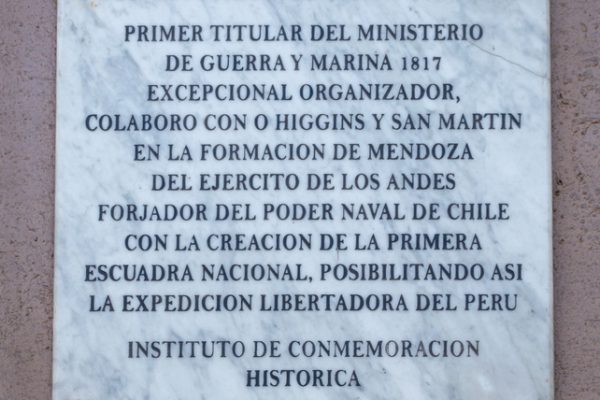 PRIMER TITULAR DEL MINISTERIO
DE GUERRA Y MARINA 1817
EXCEPCIONAL ORGANIZADOR,
COLABORO CON O HIGGINS Y SAN MARTIN
EN LA FORMACION DE MENDOZA
DEL EJERCITO DE LOS ANDES
FORJADOR DEL PODER NAVAL DE CHILE
CON LA CREACION DE LA PRIMERA
ESCUADRA NACIONAL, POSIBILITANDO ASI
LA EXPEDICION LIBERTADORA DEL PERU
INSTITUTO DE CONMEMORACION
HISTORICA